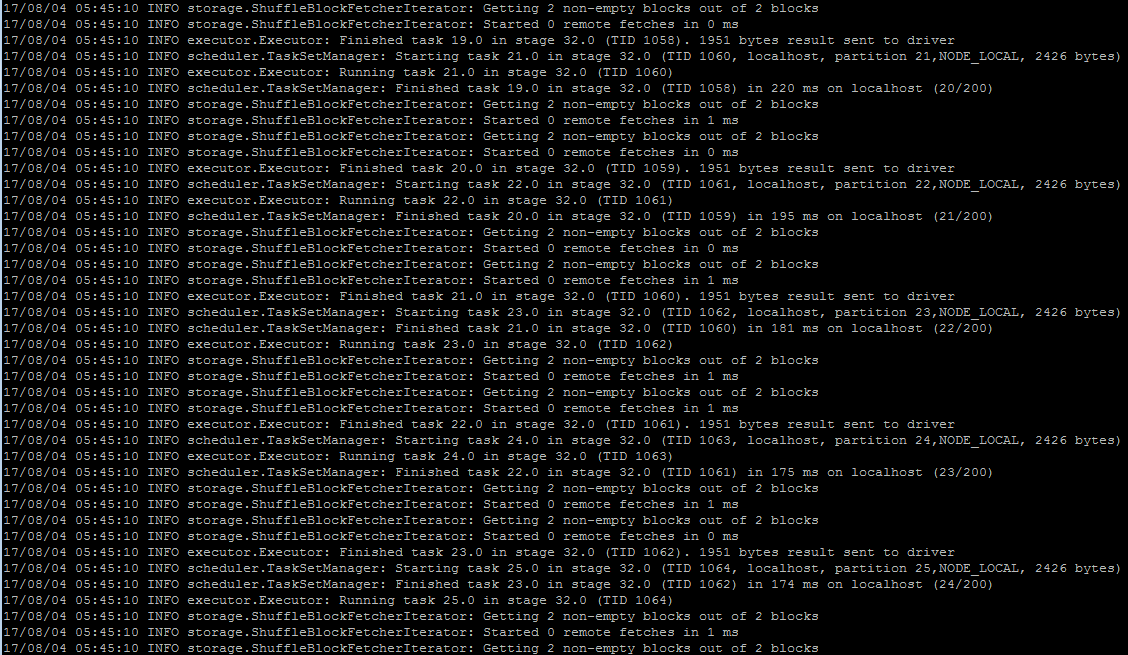 17/08/04 05:45:10 INFO storage.ShuffleBlockFetcherIterator: Getting 2 non-empty blocks out of 2 blocks
17/08/04 05:45:10 INFO storage.ShuffleBlockFetcherIterator: Started 0 remote fetches in 0 ms
17/08/04 05:45:10 INFO executor.Executor: Finished task 19.0 in stage 32.0 (TID 1058). 1951 bytes result sent to driver
17/08/04 05:45:10 INFO scheduler.TaskSetManager: Starting task 21.0 in stage 32.0 (TID 1060, localhost, partition 21,NODE_LOCAL, 2426 bytes)
17/08/04 05:45:10 INFO executor.Executor: Running task 21.0 in stage 32.0 (TID 1060)
17/08/04 05:45:10 INFO scheduler.TaskSetManager: Finished task 19.0 in stage 32.0 (TID 1058) in 220 ms on localhost (20/200)
17/08/04 05:45:10 INFO storage.ShuffleBlockFetcherIterator: Getting 2 non-empty blocks out of 2 blocks
17/08/04 05:45:10 INFO storage.ShuffleBlockFetcherIterator: Started 0 remote fetches in 1 ms
17/08/04 05:45:10 INFO storage.ShuffleBlockFetcherIterator: Getting 2 non-empty blocks out of 2 blocks
17/08/04 05:45:10 INFO storage.ShuffleBlockFetcherIterator: Started 0 remote fetches in 0 ms
17/08/04 05:45:10 INFO executor.Executor: Finished task 20.0 in stage 32.0 (TID 1059). 1951 bytes result sent to driver
17/08/04 05:45:10 INFO scheduler.TaskSetManager: Starting task 22.0 in stage 32.0 (TID 1061, localhost, partition 22,NODE_LOCAL, 2426 bytes)
17/08/04 05:45:10 INFO executor.Executor: Running task 22.0 in stage 32.0 (TID 1061)
17/08/04 05:45:10 INFO scheduler.TaskSetManager: Finished task 20.0 in stage 32.0 (TID 1059) in 195 ms on localhost (21/200)
17/08/04 05:45:10 INFO storage.ShuffleBlockFetcherIterator: Getting 2 non-empty blocks out of 2 blocks
17/08/04 05:45:10 INFO storage.ShuffleBlockFetcherIterator: Started 0 remote fetches in 0 ms
17/08/04 05:45:10 INFO storage.ShuffleBlockFetcherIterator: Getting 2 non-empty blocks out of 2 blocks
17/08/04 05:45:10 INFO storage.ShuffleBlockFetcherIterator: Started 0 remote fetches in 1 ms
17/08/04 05:45:10 INFO executor.Executor: Finished task 21.0 in stage 32.0 (TID 1060). 1951 bytes result sent to driver
17/08/04 05:45:10 INFO scheduler.TaskSetManager: Starting task 23.0 in stage 32.0 (TID 1062, localhost, partition 23,NODE_LOCAL, 2426 bytes)
17/08/04 05:45:10 INFO scheduler.TaskSetManager: Finished task 21.0 in stage 32.0 (TID 1060) in 181 ms on localhost (22/200)
17/08/04 05:45:10 INFO executor.Executor: Running task 23.0 in stage 32.0 (TID 1062)
17/08/04 05:45:10 INFO storage.ShuffleBlockFetcherIterator: Getting 2 non-empty blocks out of 2 blocks
17/08/04 05:45:10 INFO storage.ShuffleBlockFetcherIterator: Started 0 remote fetches in 1 ms
17/08/04 05:45:10 INFO storage.ShuffleBlockFetcherIterator: Getting 2 non-empty blocks out of 2 blocks
17/08/04 05:45:10 INFO storage.ShuffleBlockFetcherIterator: Started 0 remote fetches in 1 ms
17/08/04 05:45:10 INFO executor.Executor: Finished task 22.0 in stage 32.0 (TID 1061). 1951 bytes result sent to driver
17/08/04 05:45:10 INFO scheduler.TaskSetManager: Starting task 24.0 in stage 32.0 (TID 1063, localhost, partition 24,NODE_LOCAL, 2426 bytes)
17/08/04 05:45:10 INFO executor.Executor: Running task 24.0 in stage 32.0 (TID 1063)
17/08/04 05:45:10 INFO scheduler.TaskSetManager: Finished task 22.0 in stage 32.0 (TID 1061) in 175 ms on localhost (23/200)
17/08/04 05:45:10 INFO storage.ShuffleBlockFetcherIterator: Getting 2 non-empty blocks out of 2 blocks
17/08/04 05:45:10 INFO storage.ShuffleBlockFetcherIterator: Started 0 remote fetches in 1 ms
17/08/04 05:45:10 INFO storage.ShuffleBlockFetcherIterator: Getting 2 non-empty blocks out of 2 blocks
17/08/04 05:45:10 INFO storage.ShuffleBlockFetcherIterator: Started 0 remote fetches in 0 ms
17/08/04 05:45:10 INFO executor.Executor: Finished task 23.0 in stage 32.0 (TID 1062). 1951 bytes result sent to driver
17/08/04 05:45:10 INFO scheduler.TaskSetManager: Starting task 25.0 in stage 32.0 (TID 1064, localhost, partition 25,NODE_LOCAL, 2426 bytes)
17/08/04 05:45:10 INFO scheduler.TaskSetManager: Finished task 23.0 in stage 32.0 (TID 1062) in 174 ms on localhost (24/200)
17/08/04 05:45:10 INFO executor.Executor: Running task 25.0 in stage 32.0 (TID 1064)
17/08/04 05:45:10 INFO storage.ShuffleBlockFetcherIterator: Getting 2 non-empty blocks out of 2 blocks
17/08/04 05:45:10 INFO storage.ShuffleBlockFetcherIterator: Started 0 remote fetches in 1 ms
17/08/04 05:45:10 INFO storage.ShuffleBlockFetcherIterator: Getting 2 non-empty blocks out of 2 blocks